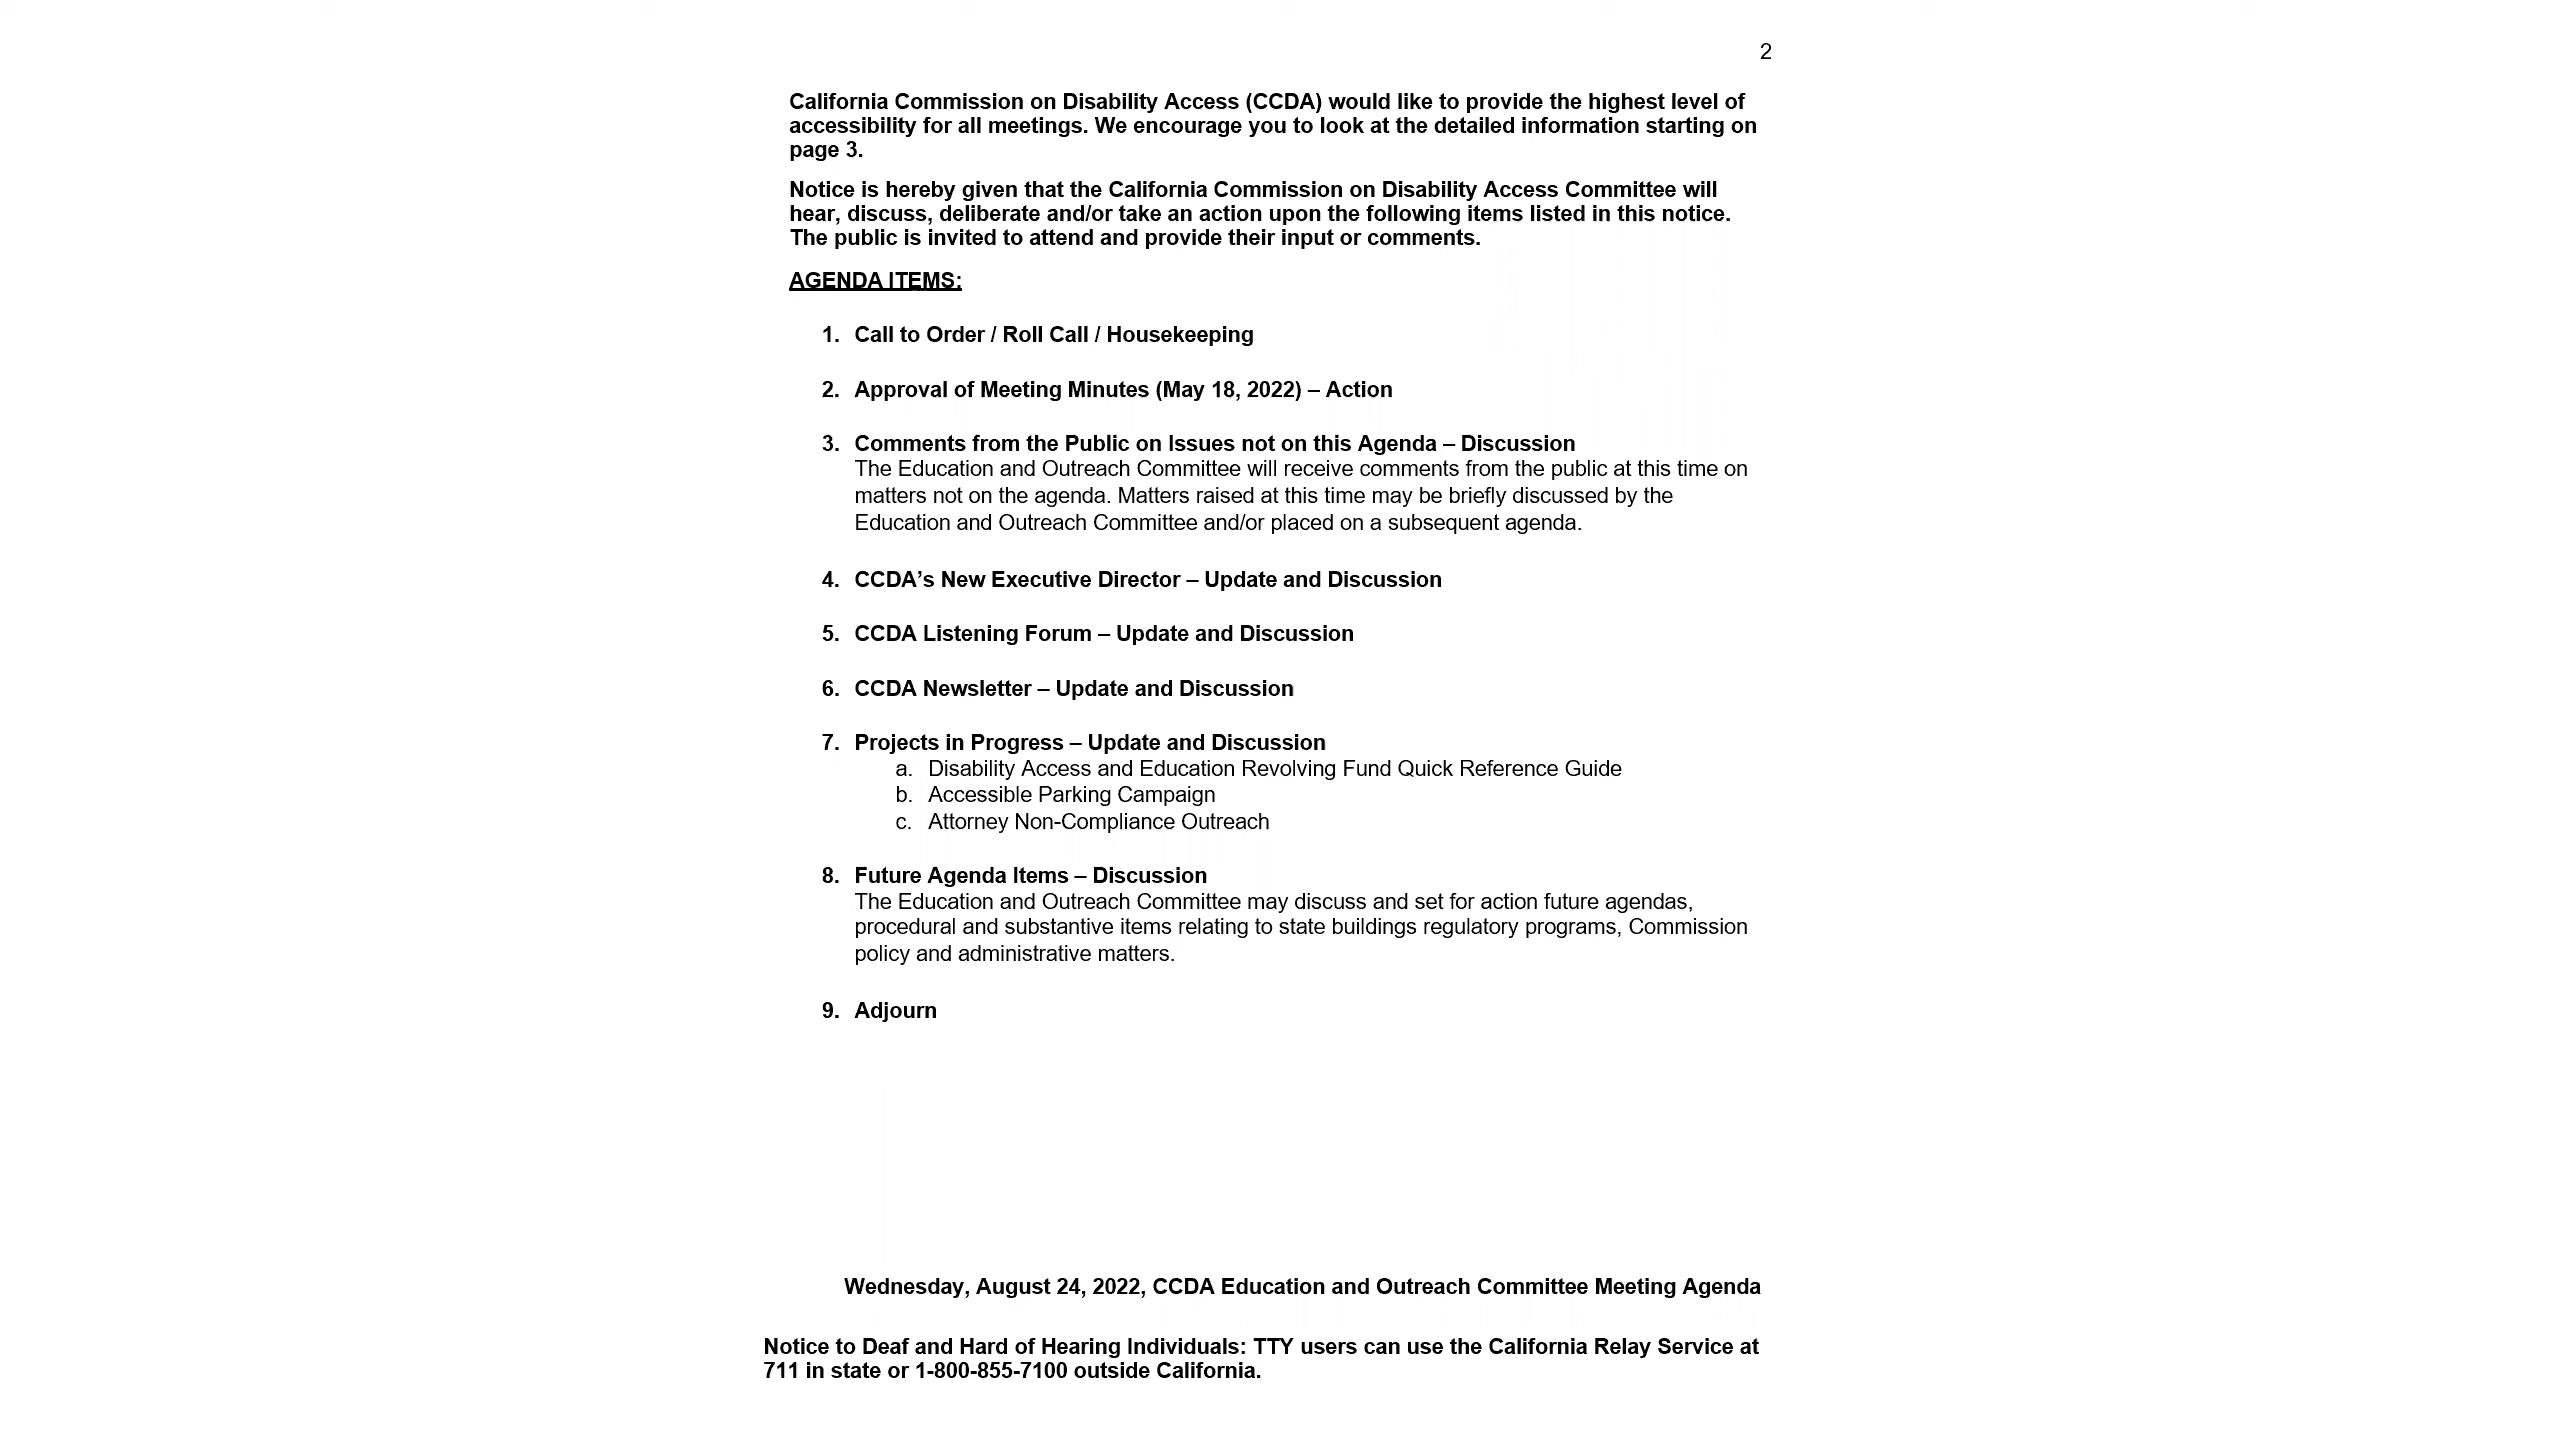 2
California Commission on Disability Access (CCDA) would like to provide the highest level of
accessibility for all meetings. We encourage you to look at the detailed information starting on
page 3.
Notice is hereby given that the California Commission on Disability Access Committee will
hear, discuss, deliberate and/or take an action upon the following items listed in this notice.
The public is invited to attend and provide their input or comments.
AGENDA ITEMS:
1. Call to Order / Roll Call / Housekeeping
2. Approval of Meeting Minutes (May 18, 2022) – Action
3. Comments from the Public on Issues not on this Agenda – Discussion
The Education and Outreach Committee will receive comments from the public at this time on
matters not on the agenda. Matters raised at this time may be briefly discussed by the
Education and Outreach Committee and/or placed on a subsequent agenda.
4. CCDA’s New Executive Director – Update and Discussion
5. CCDA Listening Forum – Update and Discussion
6. CCDA Newsletter – Update and Discussion
7. Projects in Progress – Update and Discussion
a. Disability Access and Education Revolving Fund Quick Reference Guide
b. Accessible Parking Campaign
c. Attorney Non-Compliance Outreach
8. Future Agenda Items – Discussion
The Education and Outreach Committee may discuss and set for action future agendas,
procedural and substantive items relating to state buildings regulatory programs, Commission
policy and administrative matters.
9. Adjourn
Wednesday, August 24, 2022, CCDA Education and Outreach Committee Meeting Agenda
Notice to Deaf and Hard of Hearing Individuals: TTY users can use the California Relay Service at
711 in state or 1-800-855-7100 outside California.